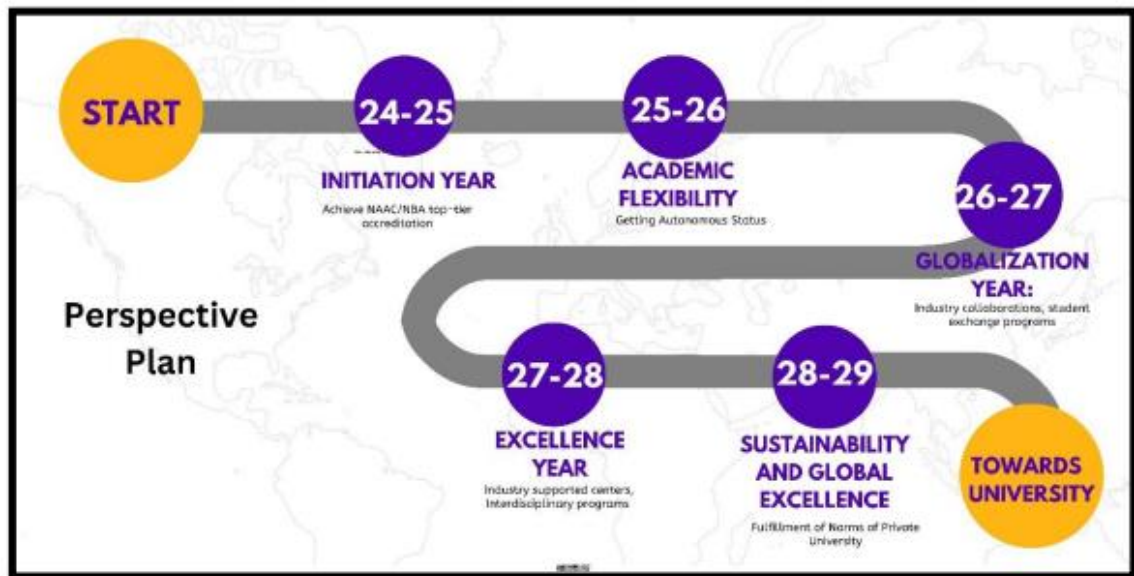 START
24-25
INITIATION YEAR
Achieve NAAC/NBA top-tier
accreditation
25-26
ACADEMIC
FLEXIBILITY
Getting Autonomous Status
26-27
GLOBALIZATION
YEAR:
Industry collaborations, student
exchange programs
Perspective
Plan
27-28
EXCELLENCE
YEAR
Industry supported centers,
Interdisciplinary programs
28-29
SUSTAINABILITY
AND GLOBAL
EXCELLENCE
Fulfillment of Norms of Private
University
TOWARDS
UNIVERSITY